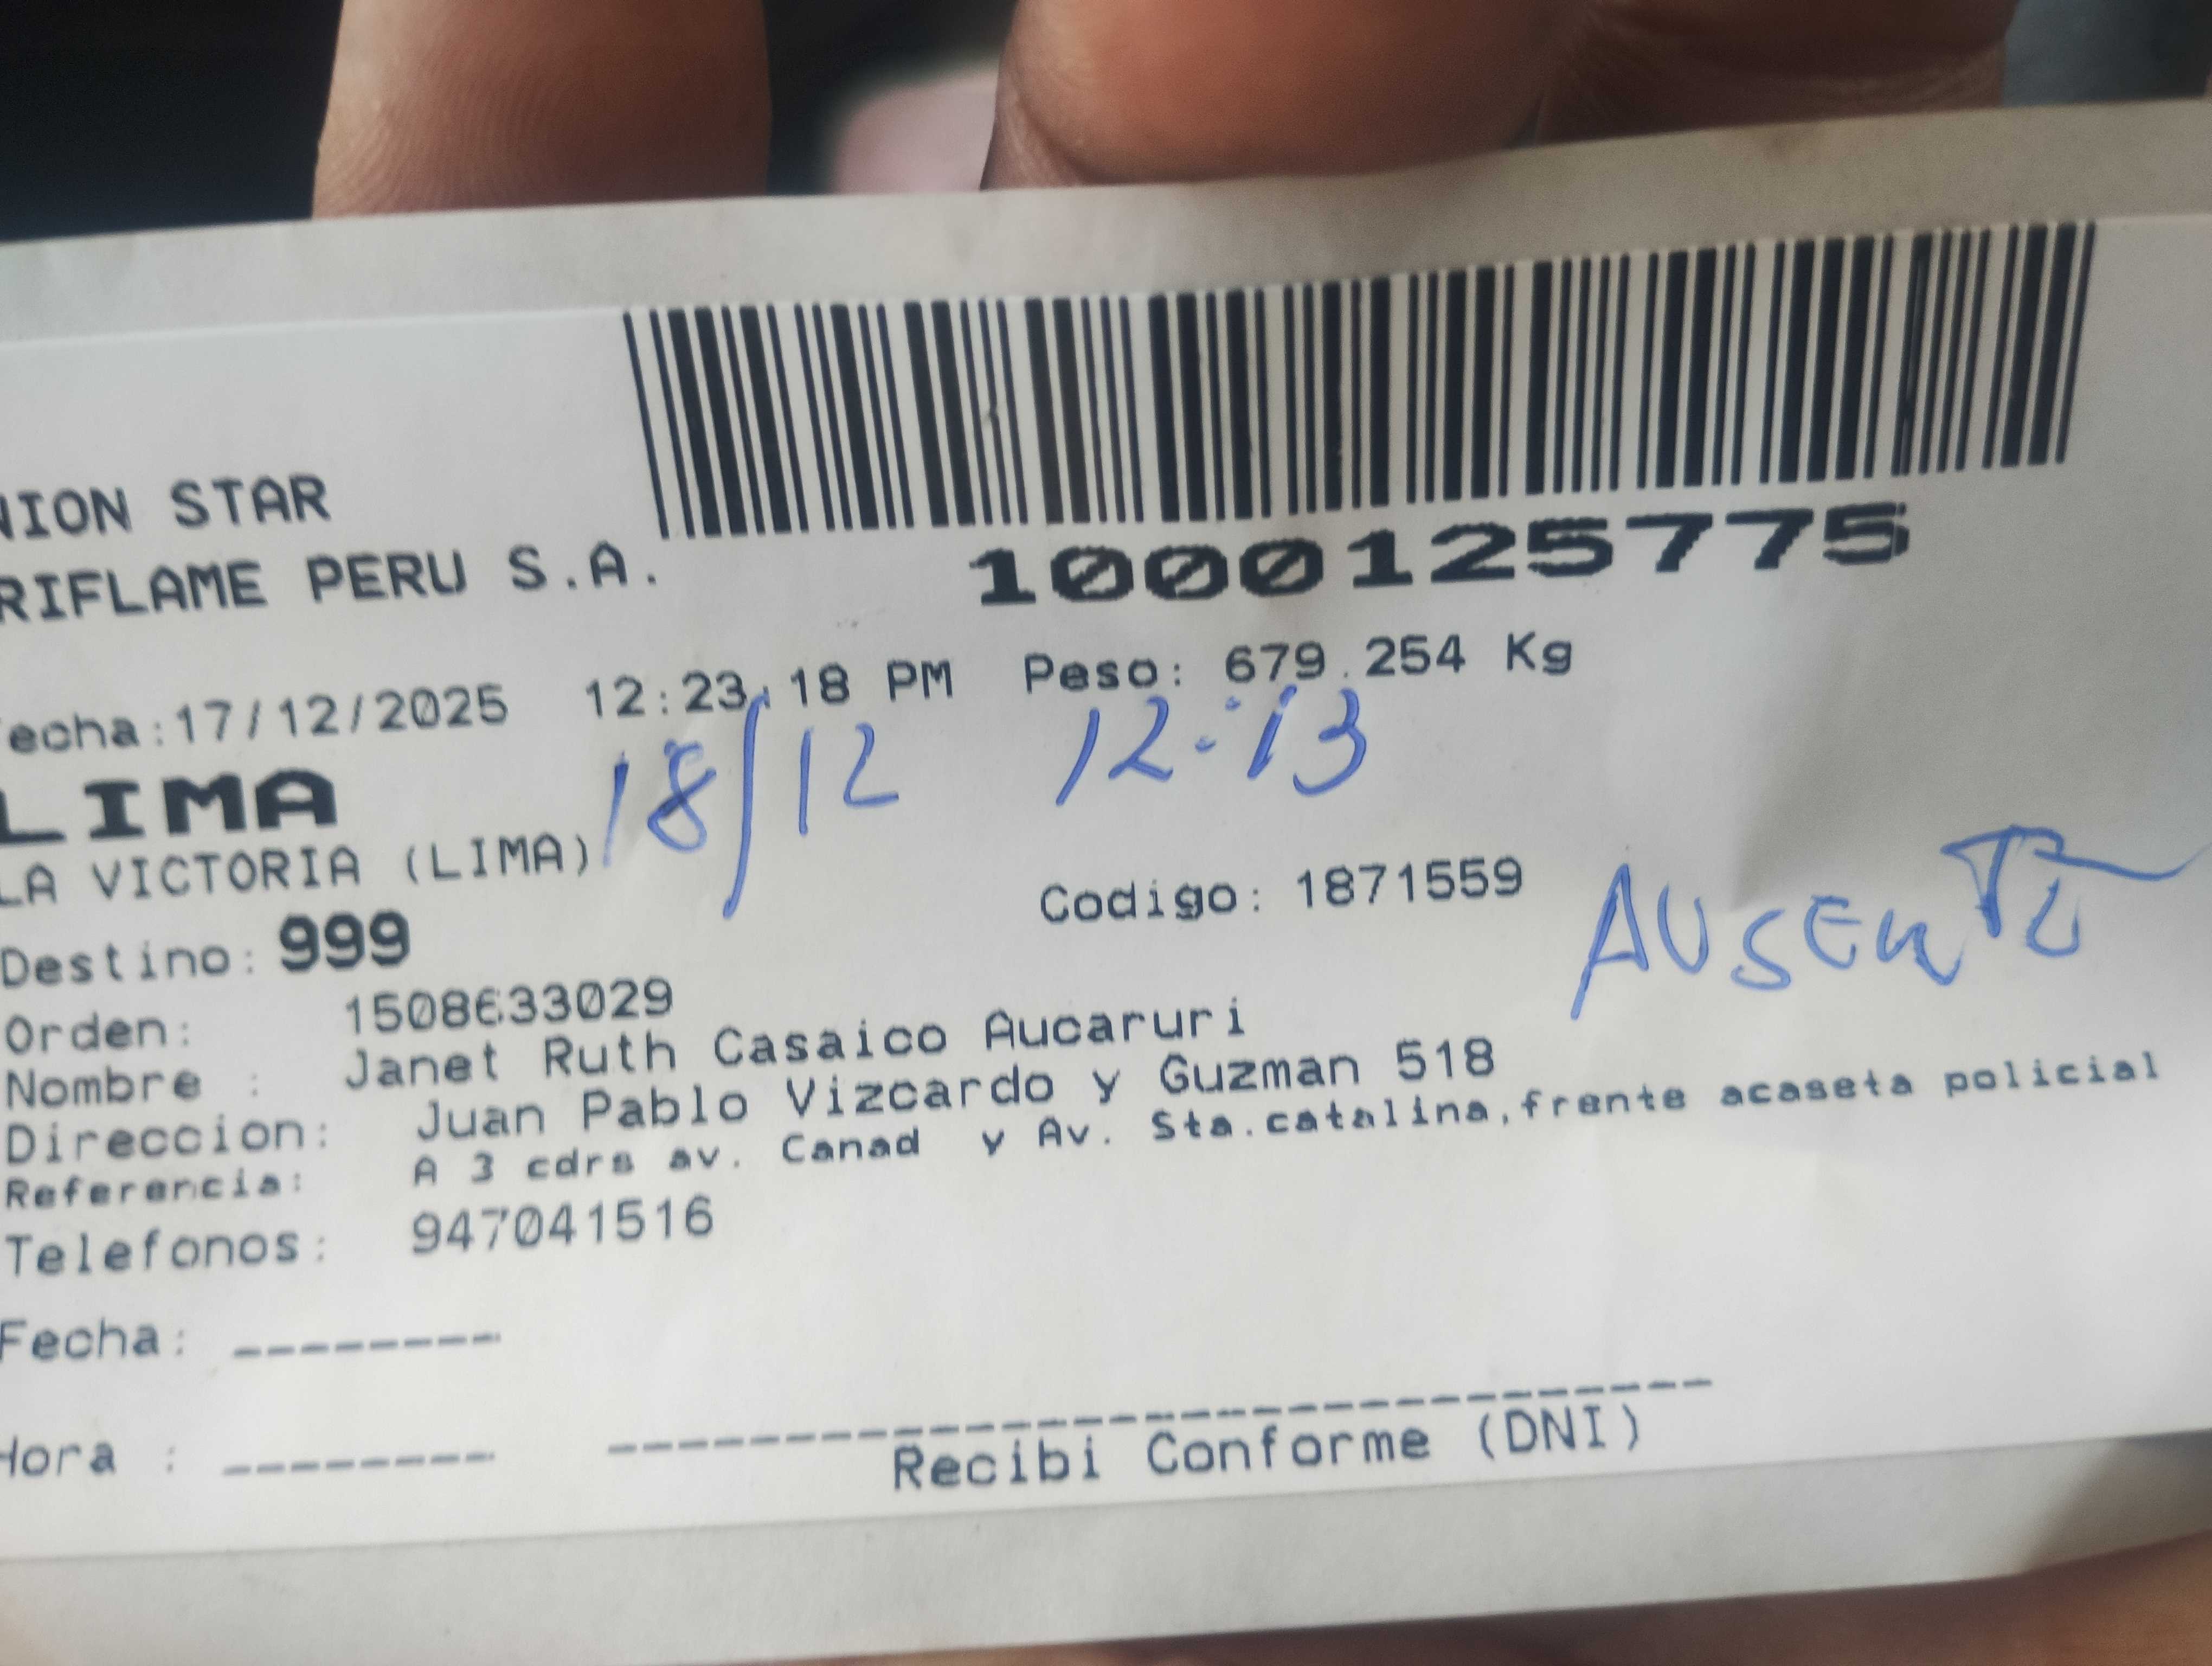 NION STAR
RIFLAME PERU S.A.
1000125775
echa:17/12/2025 12:23:18 PM Peso: 679.254 Kg
18/12 12:13
LIMA
LA VICTORIA (LIMA)
Codigo: 1871559
AUSENTE
Destino: 999
Orden: 1508633029
Nombre : Janet Ruth Casaico Aucaruri
Direccion: Juan Pablo Vizcardo y Guzman 518
Referencia: A 3 cdrs av. Canad y Av. Sta.catalina,frente acaseta policial
Telefonos: 947041516
Fecha: --------
Hora : --------
Recibi Conforme (DNI)